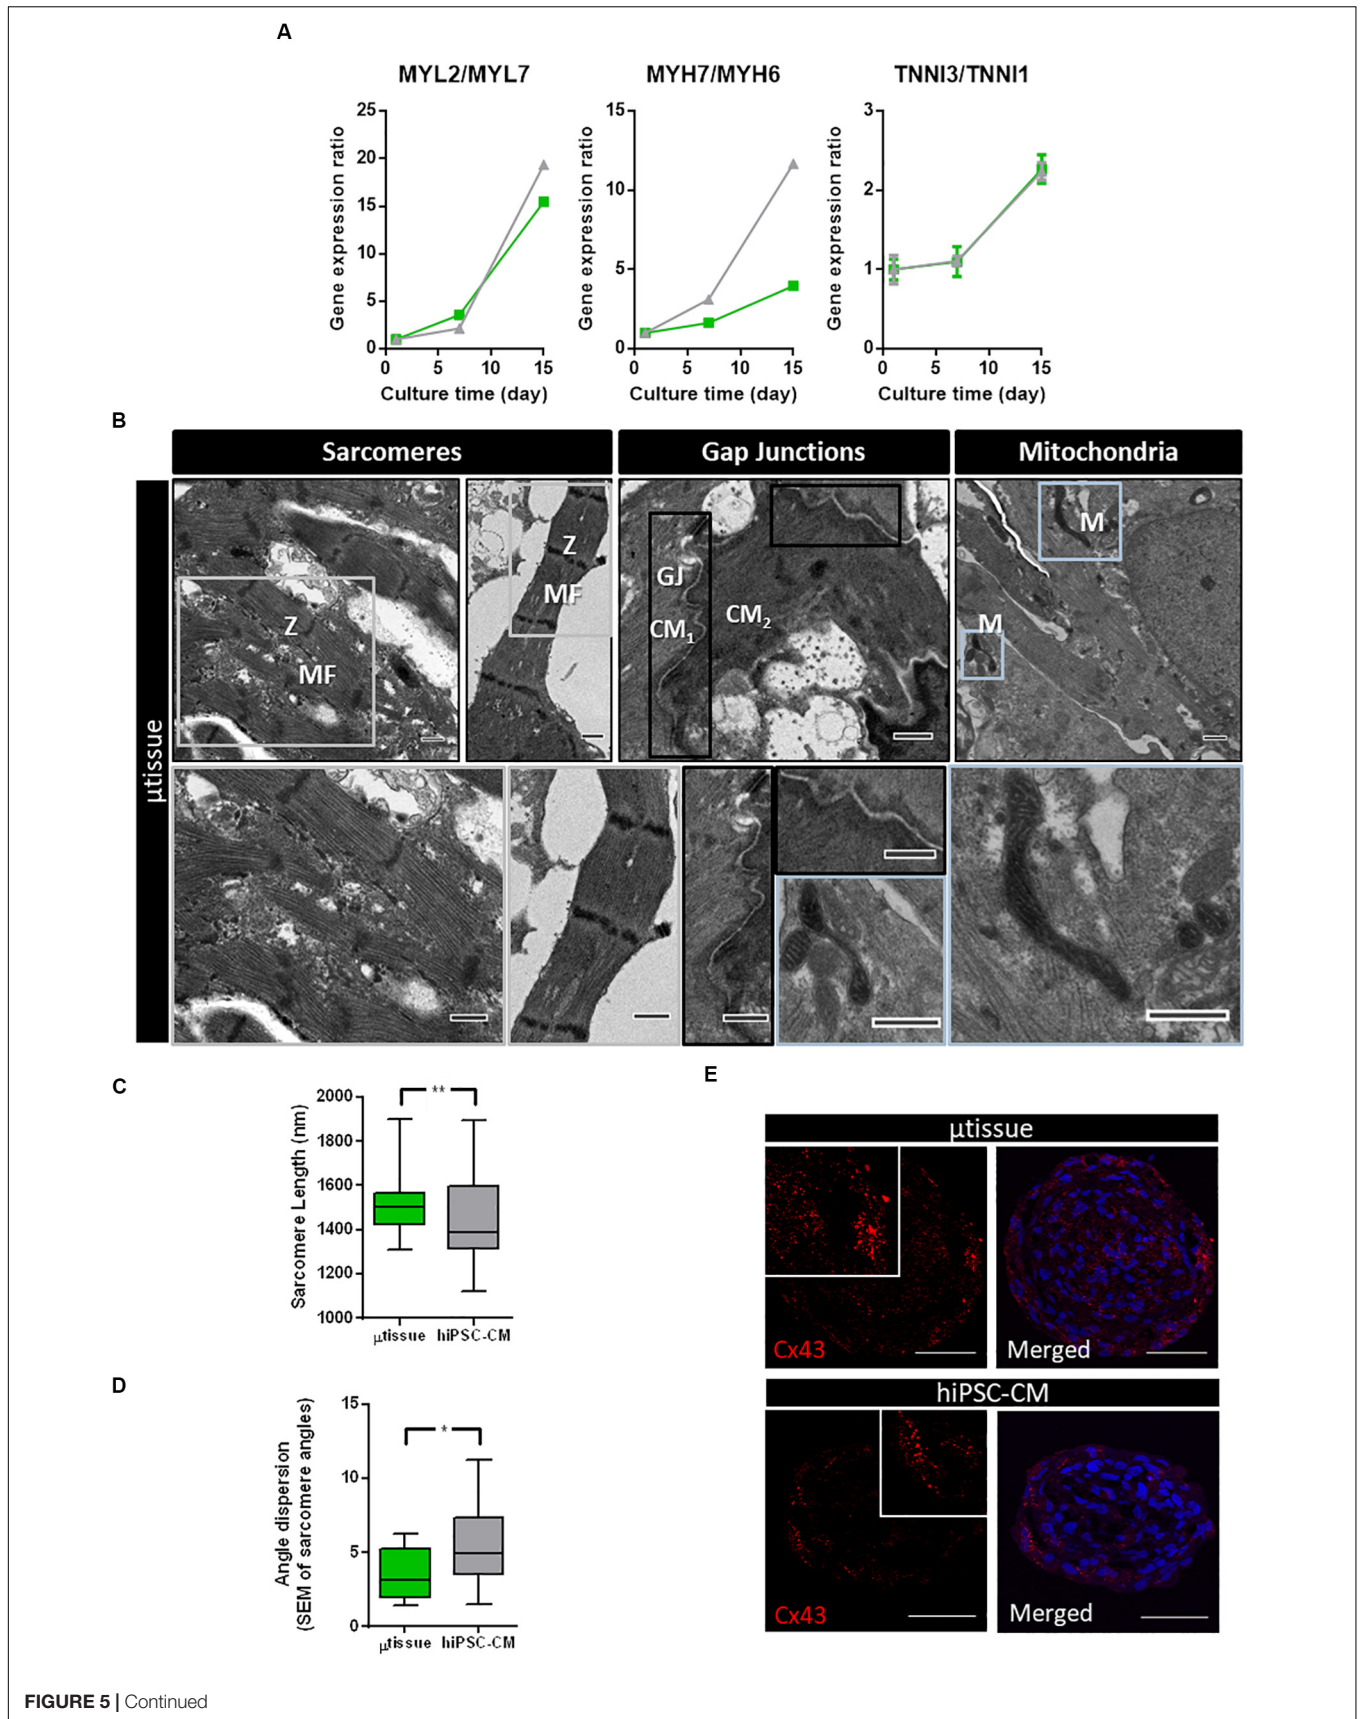 A
MYL2/MYL7
MYH7/MYH6
TNNI3/TNNI1
Gene expression ratio
25
20
15
10
5
0
0 5 10 15
Culture time (day)
Gene expression ratio
15
10
5
0
0 5 10 15
Culture time (day)
Gene expression ratio
3
2
1
0
0 5 10 15
Culture time (day)
B
Sarcomeres
Gap Junctions
Mitochondria
µtissue
Z
MF
Z
MF
GJ
CM1
CM2
M
M
C
Sarcomere Length (nm)
2000
1800
1600
1400
1200
1000
**
µtissue
hiPSC-CM
D
Angle dispersion
(SEM of sarcomere angles)
15
10
5
0
*
µtissue
hiPSC-CM
E
µtissue
Cx43
Merged
hiPSC-CM
Cx43
Merged
FIGURE 5 | Continued